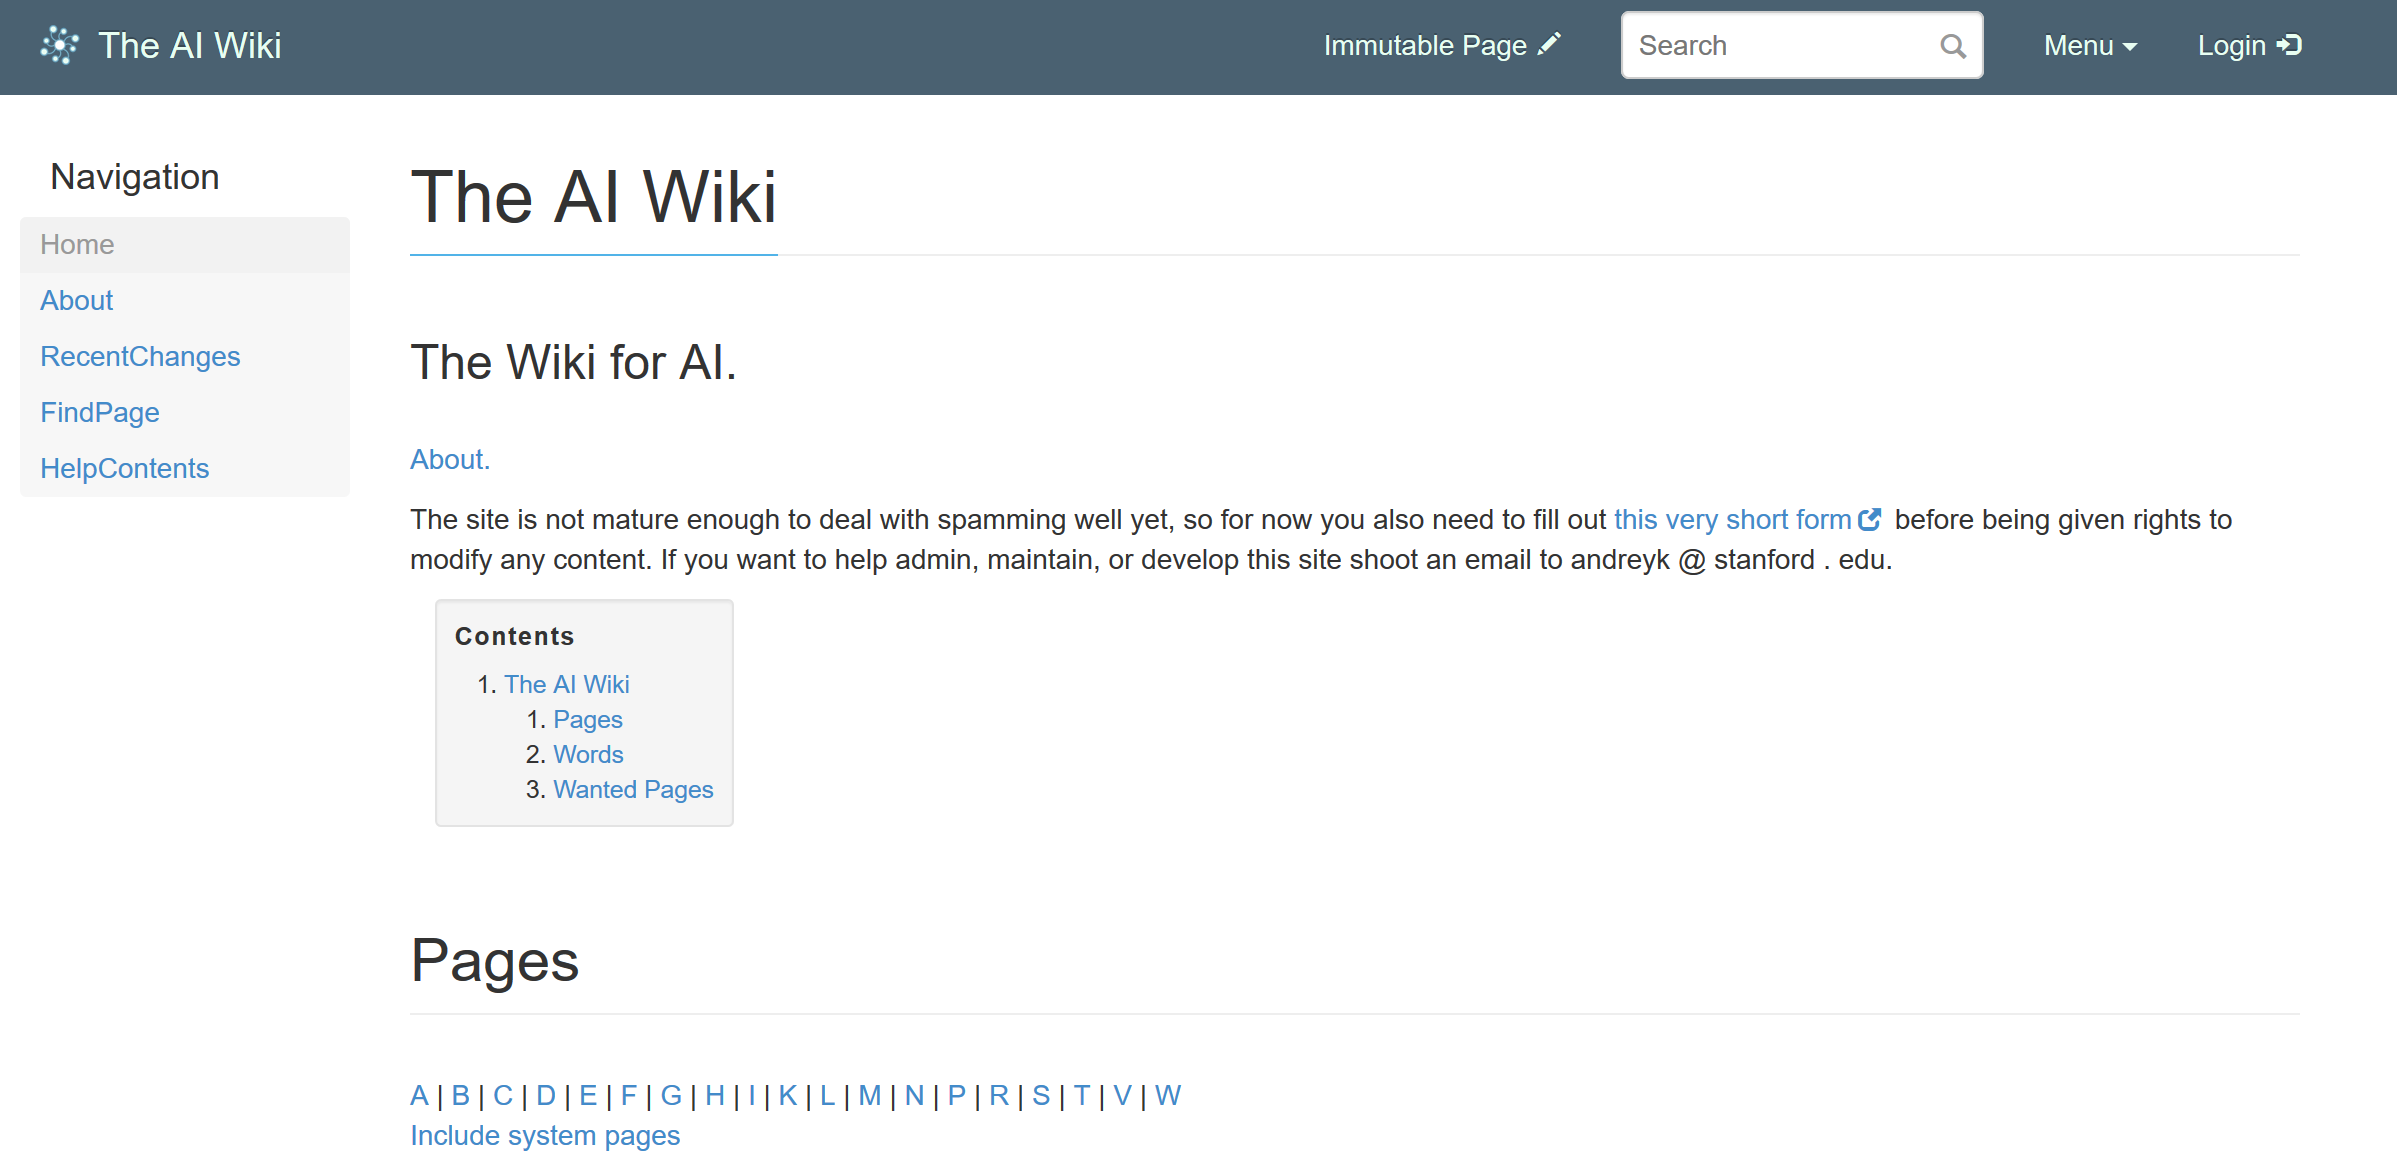 The AI Wiki
Immutable Page
Search
Menu
Login
Navigation
Home
About
RecentChanges
FindPage
HelpContents
The AI Wiki
The Wiki for AI.
About.
The site is not mature enough to deal with spamming well yet, so for now you also need to fill out this very short form before being given rights to
modify any content. If you want to help admin, maintain, or develop this site shoot an email to andreyk @ stanford . edu.
Contents
1. The AI Wiki
1. Pages
2. Words
3. Wanted Pages
Pages
A | B | C | D | E | F | G | H | I | K | L | M | N | P | R | S | T | V | W
Include system pages